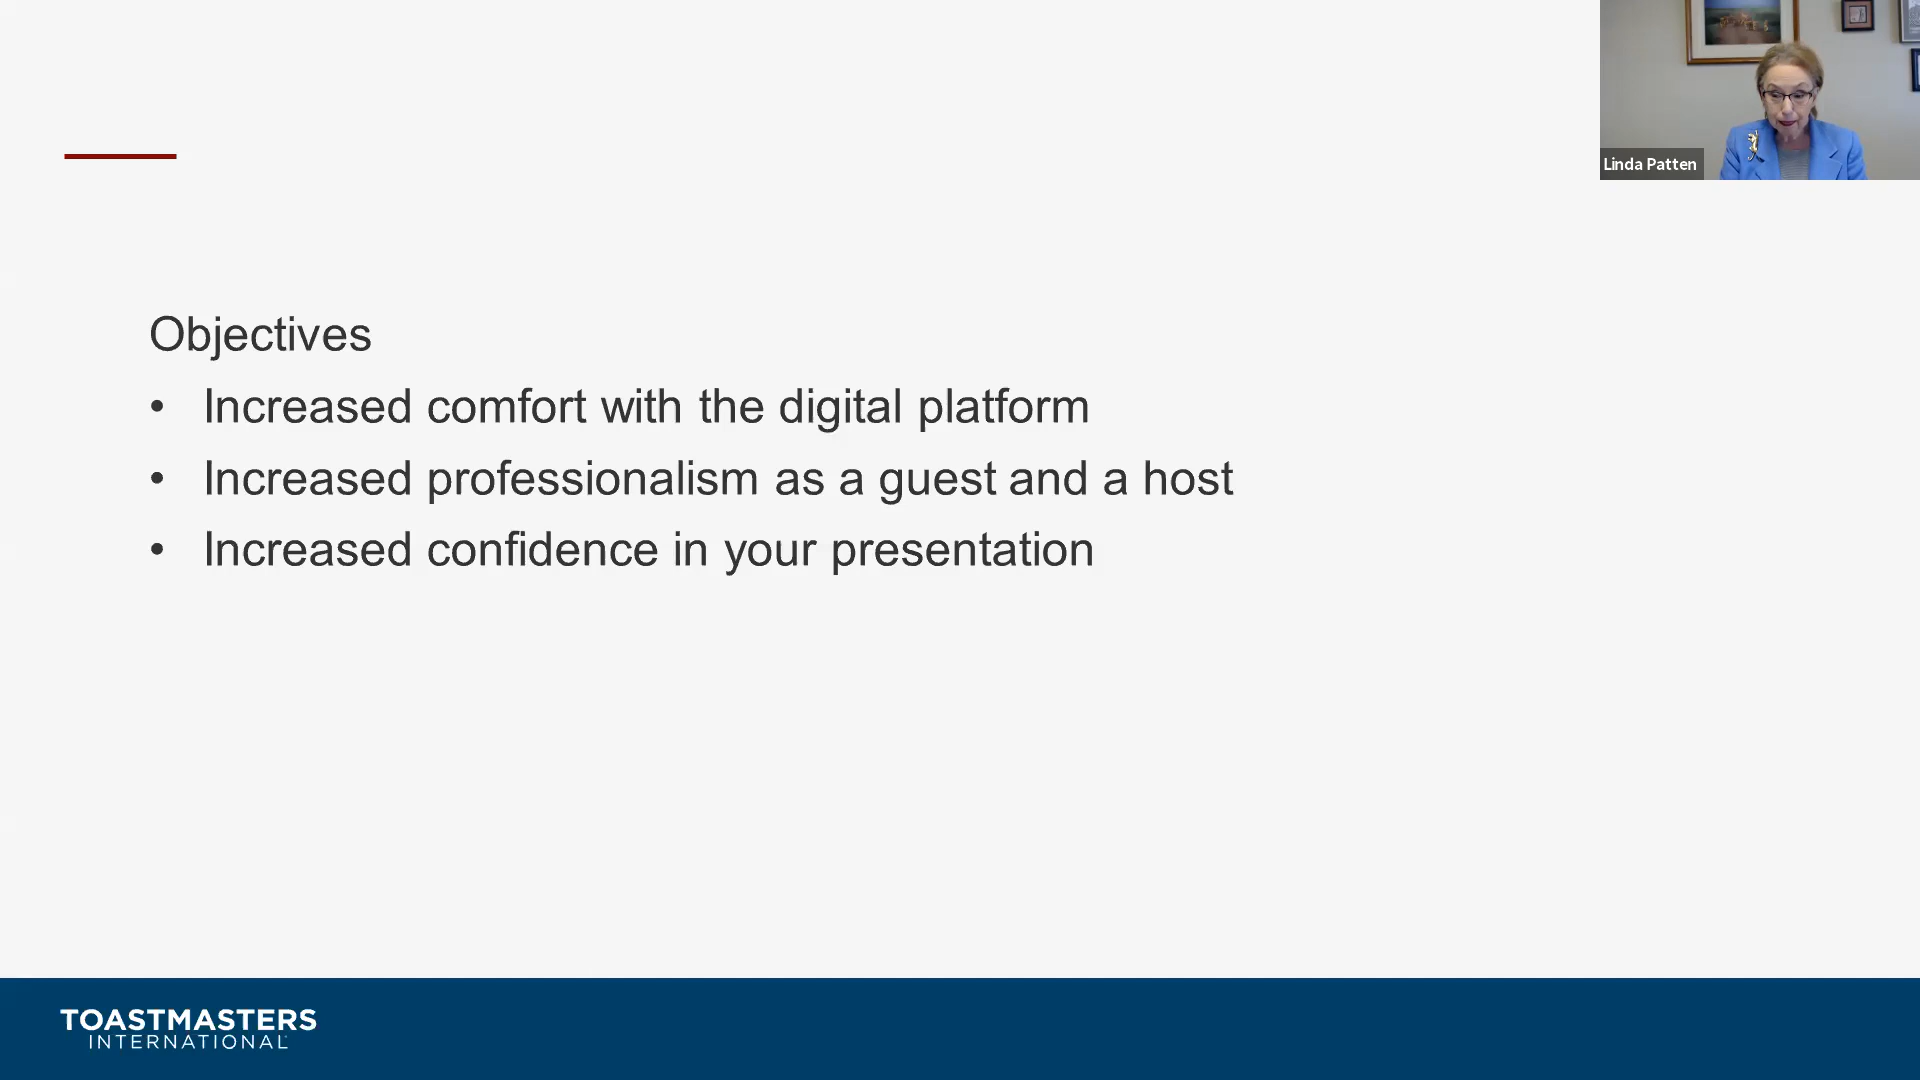 Linda Patten
Objectives
• Increased comfort with the digital platform
• Increased professionalism as a guest and a host
• Increased confidence in your presentation
TOASTMASTERS
INTERNATIONAL